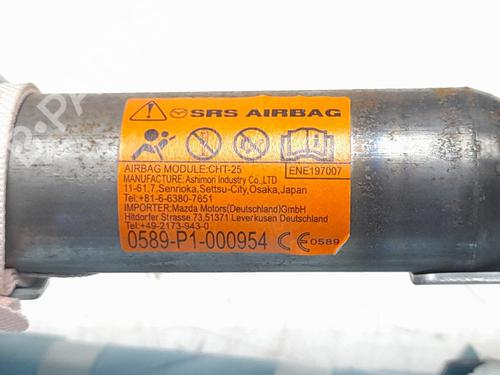 SRS AIRBAG
AIRBAG MODULE:CHT-25
ENE197007
MANUFACTURE: Ashimori Industry Co.,LTD
11-61,7,Senrioka,Settsu-City,Osaka,Japan
Tel:+81-6-6380-7651
IMPORTER:Mazda Motors(Deutschland)GmbH
Hitdorfer Strasse 73,51371 Leverkusen Deutschland
Tel:+49-2173-943-0
0589-P1-000954 CE 0589